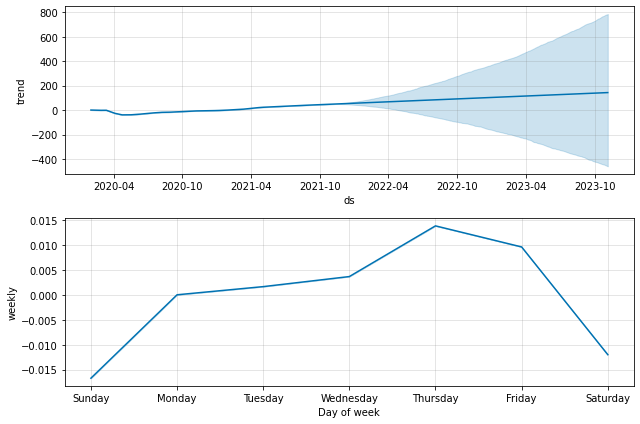 800
600
400
200
0
−200
−400
trend
2020-04 2020-10 2021-04 2021-10 2022-04 2022-10 2023-04 2023-10
ds
0.015
0.010
0.005
0.000
−0.005
−0.010
−0.015
weekly
Sunday Monday Tuesday Wednesday Thursday Friday Saturday
Day of week